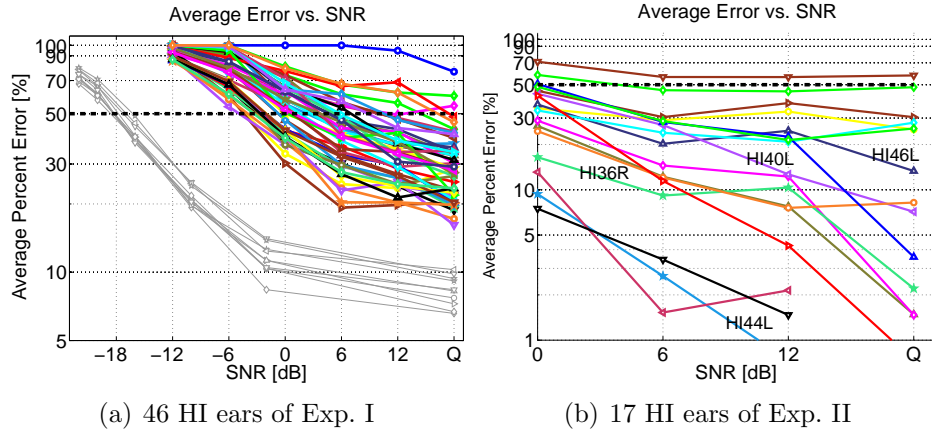 Average Error vs. SNR
Average Percent Error [%]
100
90
70
50
30
10
5
−18
−12
−6
0
6
12
Q
SNR [dB]
(a) 46 HI ears of Exp. I
Average Error vs. SNR
Average Percent Error [%]
100
90
70
50
30
10
5
1
HI36R
HI40L
HI46L
HI44L
0
6
12
Q
SNR [dB]
(b) 17 HI ears of Exp. II